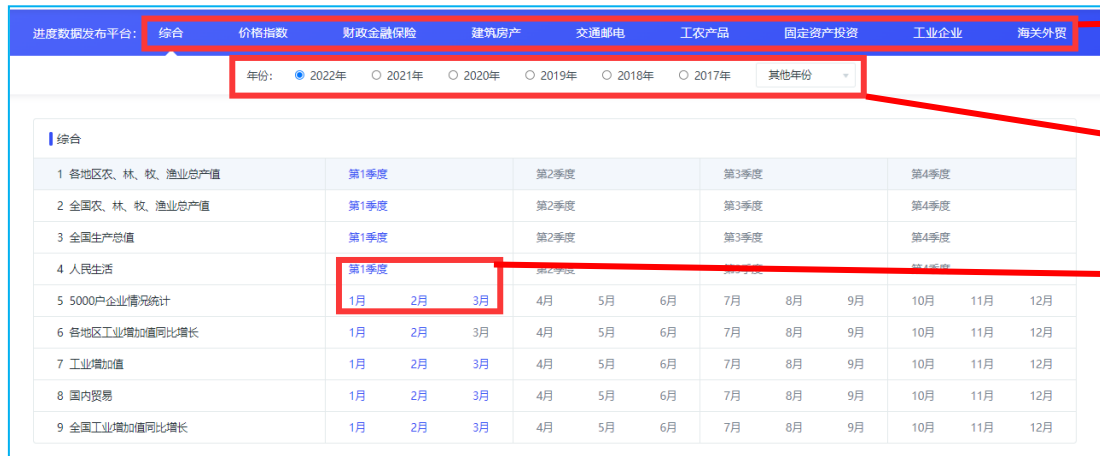 进度数据发布平台: 综合 价格指数 财政金融保险 建筑房产 交通邮电 工农产品 固定资产投资 工业企业 海关外贸
年份: 2022年 2021年 2020年 2019年 2018年 2017年 其他年份
综合
1 各地区农、林、牧、渔业总产值 第1季度 第2季度 第3季度 第4季度
2 全国农、林、牧、渔业总产值 第1季度 第2季度 第3季度 第4季度
3 全国生产总值 第1季度 第2季度 第3季度 第4季度
4 人民生活 第1季度 第2季度 第3季度 第4季度
5 5000户企业情况统计 1月 2月 3月 4月 5月 6月 7月 8月 9月 10月 11月 12月
6 各地区工业增加值同比增长 1月 2月 3月 4月 5月 6月 7月 8月 9月 10月 11月 12月
7 工业增加值 1月 2月 3月 4月 5月 6月 7月 8月 9月 10月 11月 12月
8 国内贸易 1月 2月 3月 4月 5月 6月 7月 8月 9月 10月 11月 12月
9 全国工业增加值同比增长 1月 2月 3月 4月 5月 6月 7月 8月 9月 10月 11月 12月